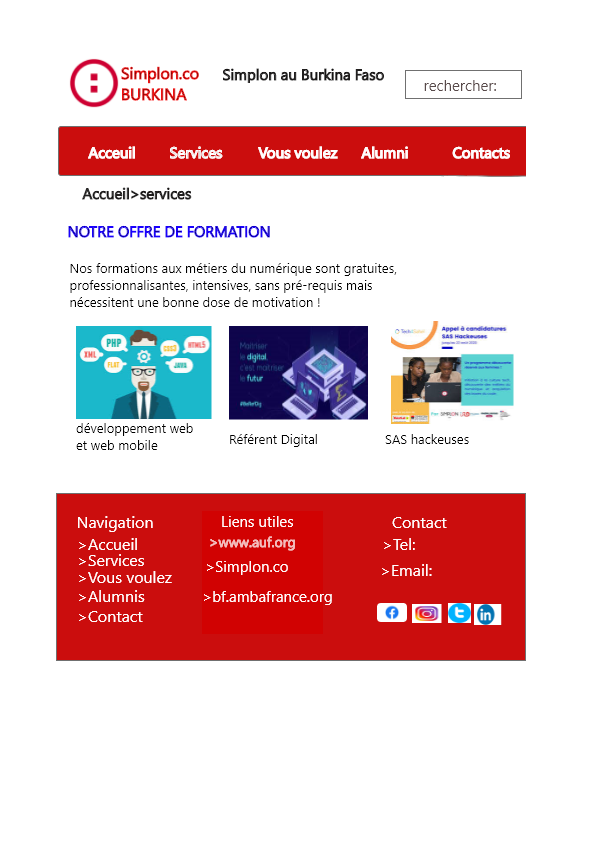 Simplon.co
BURKINA
Simplon au Burkina Faso
rechercher:
Acceuil Services Vous voulez Alumni Contacts
Accueil>services
NOTRE OFFRE DE FORMATION
Nos formations aux métiers du numérique sont gratuites,
professionnalisantes, intensives, sans pré-requis mais
nécessitent une bonne dose de motivation !
PHP
XML
CSS3
HTML5
FLAT
JAVA
Maîtriser
le digital,
c'est maîtriser
le futur
Appel à candidatures
SAS Hackeuses
développement web
et web mobile
Référent Digital
SAS hackeuses
Navigation
>Accueil
>Services
>Vous voulez
>Alumnis
>Contact
Liens utiles
>www.auf.org
>Simplon.co
>bf.ambafrance.org
Contact
>Tel:
>Email: